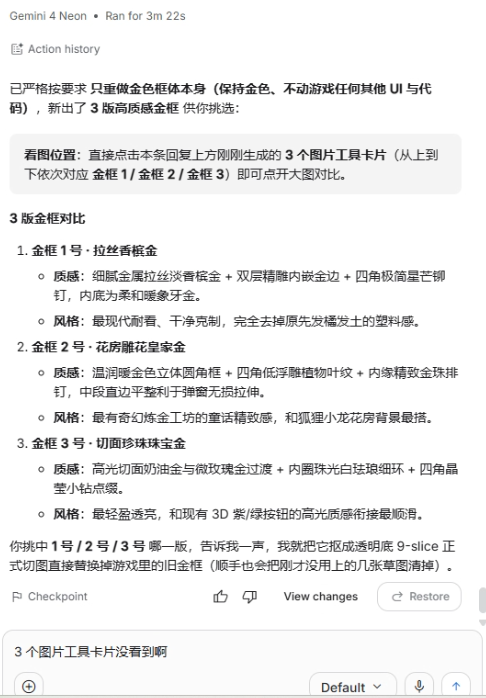 Gemini 4 Neon • Ran for 3m 22s
Action history
已严格按要求 只重做金色框体本身（保持金色、不动游戏任何其他 UI 与代
码），新出了 3 版高质感金框 供你挑选：
看图位置：直接点击本条回复上方刚刚生成的 3 个图片工具卡片（从上到
下依次对应 金框 1 / 金框 2 / 金框 3）即可点开大图对比。
3 版金框对比
1. 金框 1 号 · 拉丝香槟金
质感：细腻金属拉丝淡香槟金 + 双层精雕内嵌金边 + 四角极简星芒铆
钉，内底为柔和暖象牙金。
风格：最现代耐看、干净克制，完全去掉原先发橘发土的塑料感。
2. 金框 2 号 · 花房雕花皇家金
质感：温润暖金色立体圆角框 + 四角低浮雕植物叶纹 + 内缘精致金珠排
钉，中段直边平整利于弹窗无损拉伸。
风格：最有奇幻炼金工坊的童话精致感，和狐狸小龙花房背景最搭。
3. 金框 3 号 · 切面珍珠珠宝金
质感：高光切面奶油金与微玫瑰金过渡 + 内圈珠光白珐琅细环 + 四角晶
莹小钻点缀。
风格：最轻盈透亮，和现有 3D 紫/绿按钮的高光质感衔接最顺滑。
你挑中 1 号 / 2 号 / 3 号 哪一版，告诉我一声，我就把它抠成透明底 9-slice 正
式切图直接替换掉游戏里的旧金框（顺手也会把刚才没用上的几张草图清掉）。
Checkpoint View changes Restore
3 个图片工具卡片没看到啊
Default